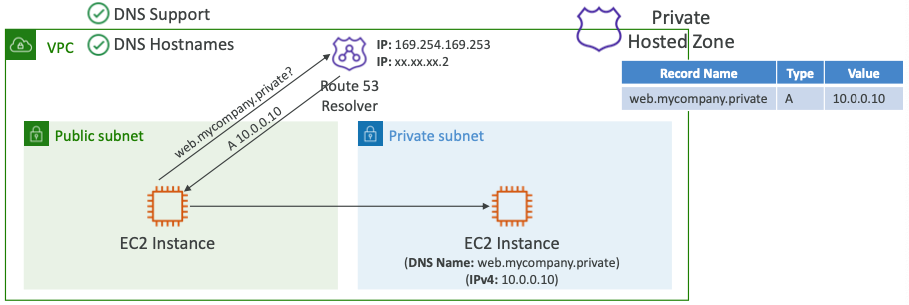 DNS Support
DNS Hostnames
VPC
IP: 169.254.169.253
IP: xx.xx.xx.2
Route 53
Resolver
Private
Hosted Zone
Record Name Type Value
web.mycompany.private A 10.0.0.10
web.mycompany.private?
A 10.0.0.10
Public subnet
Private subnet
EC2 Instance
EC2 Instance
(DNS Name: web.mycompany.private)
(IPv4: 10.0.0.10)